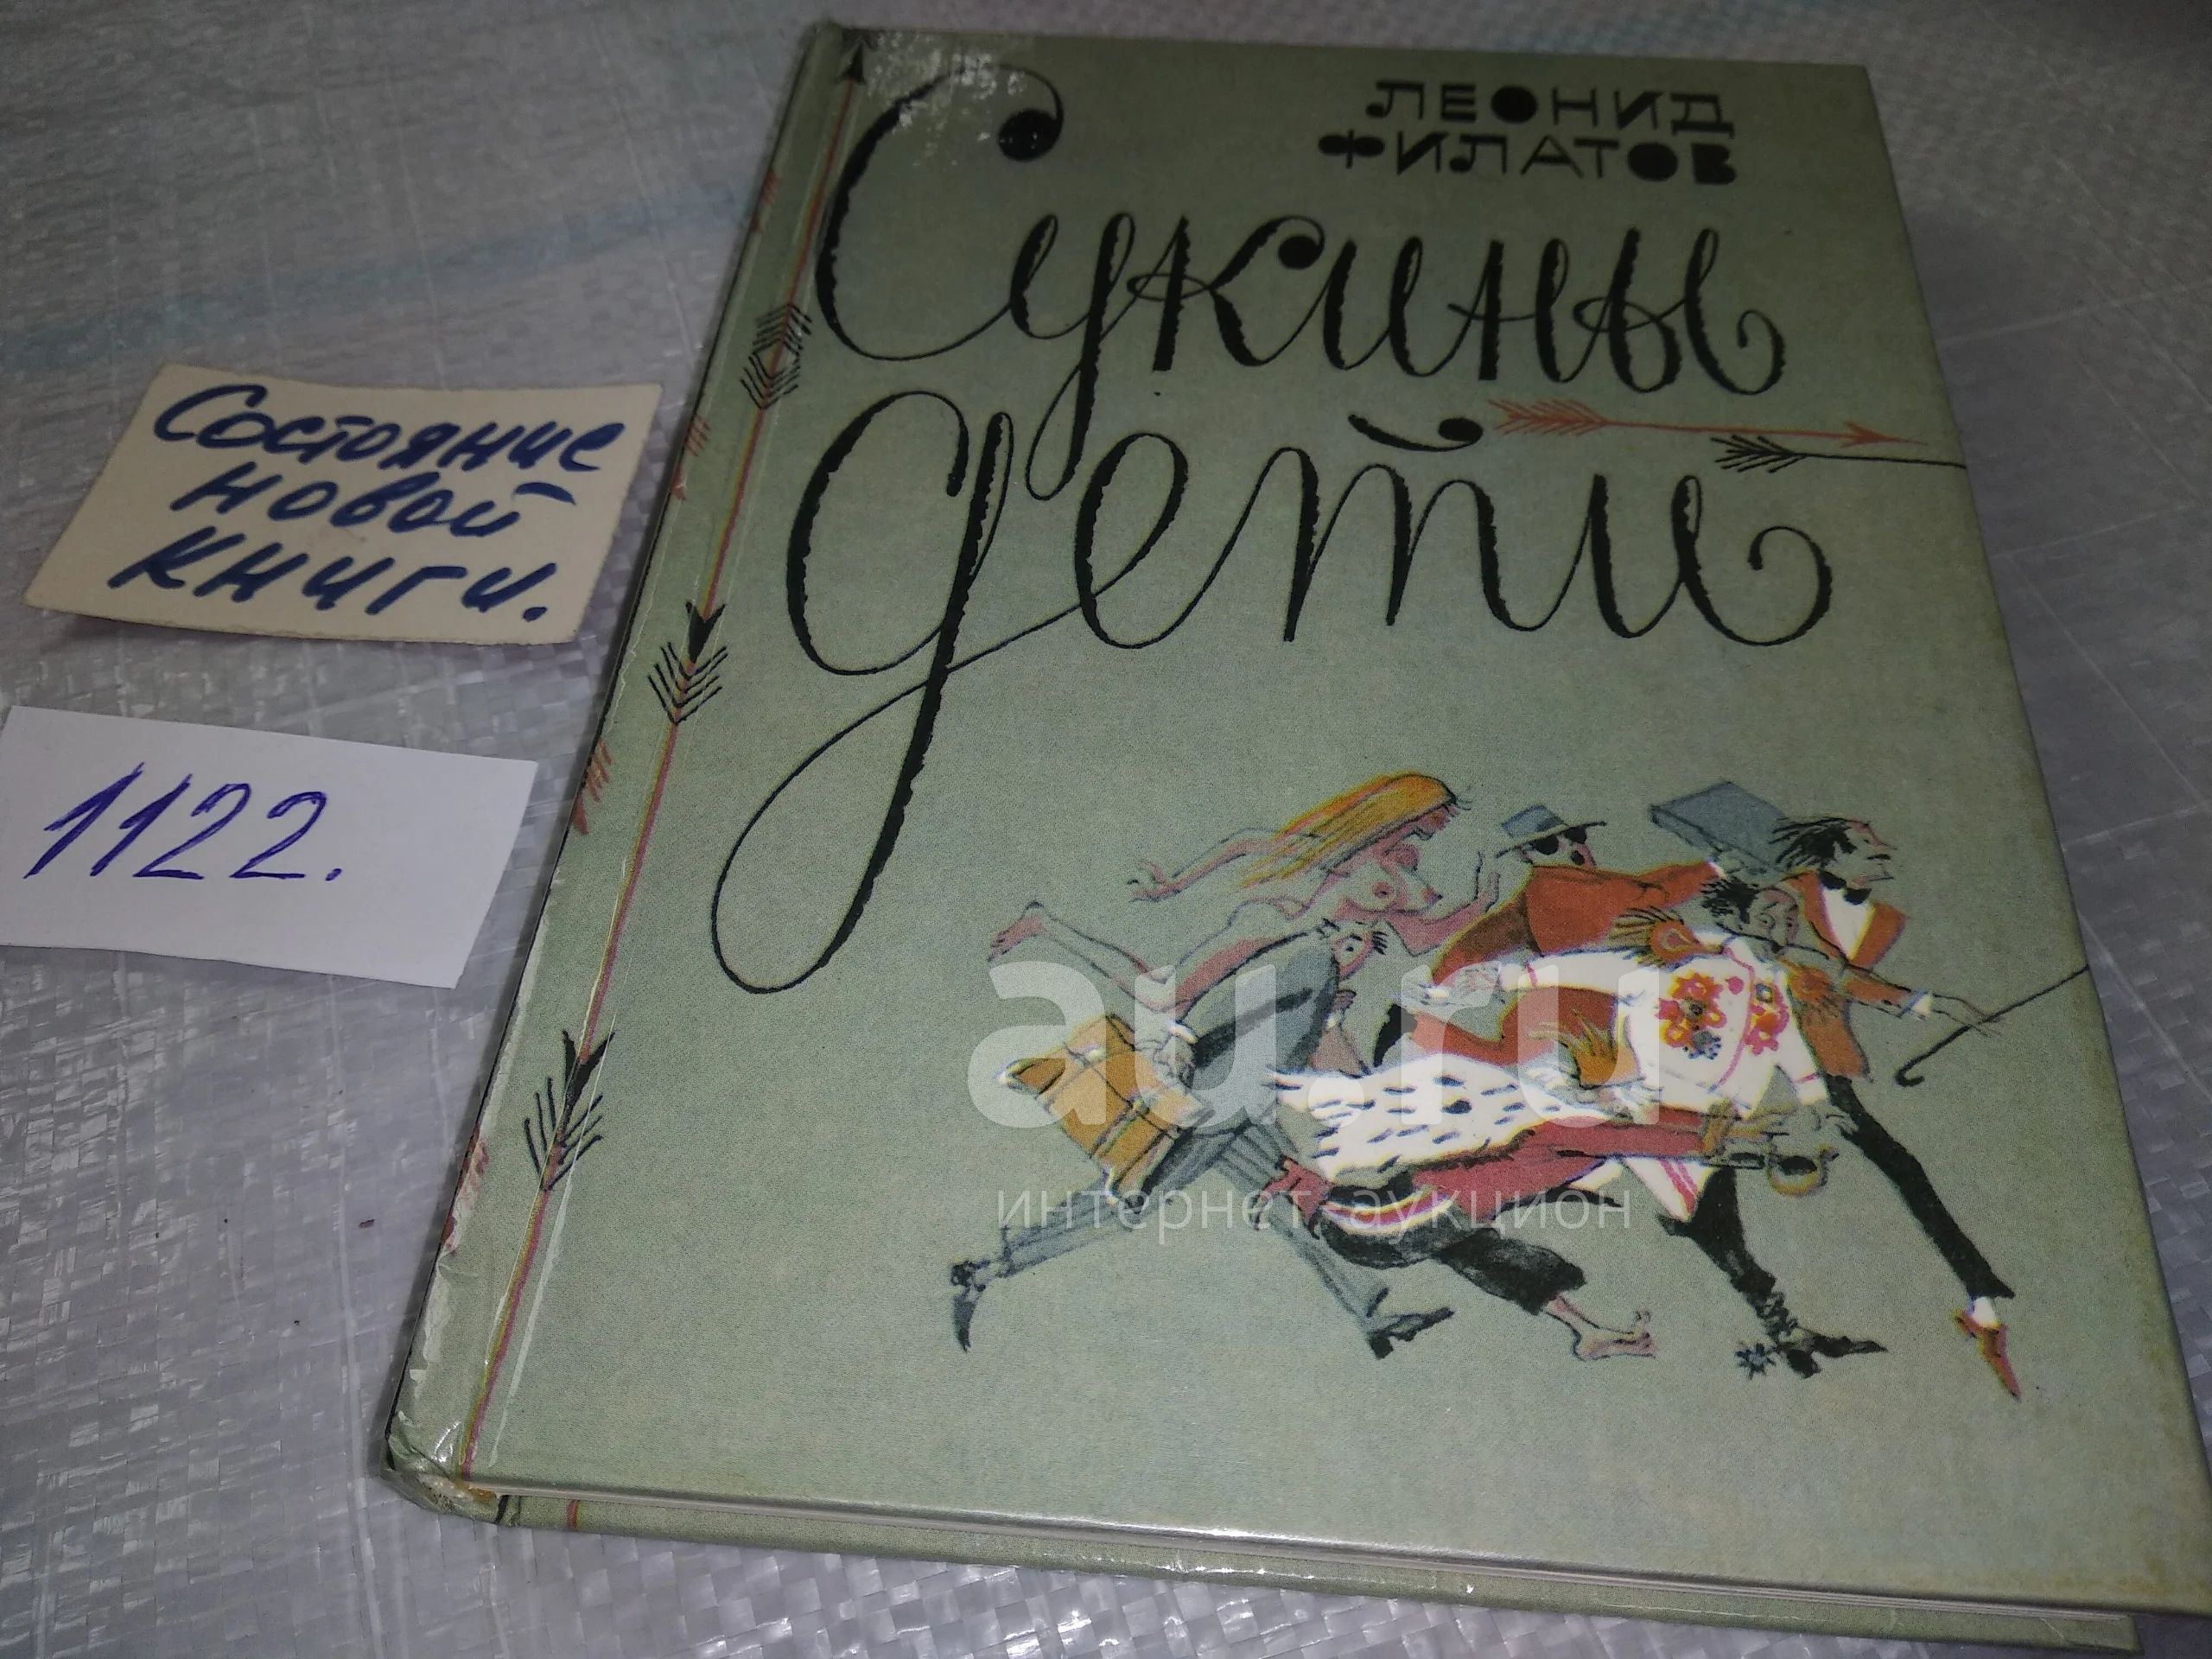 ЛЕОНИД
ФИЛАТОВ
Сукины
дети
Состояние
новой
книги.
1122.
au.ru
интернет аукцион